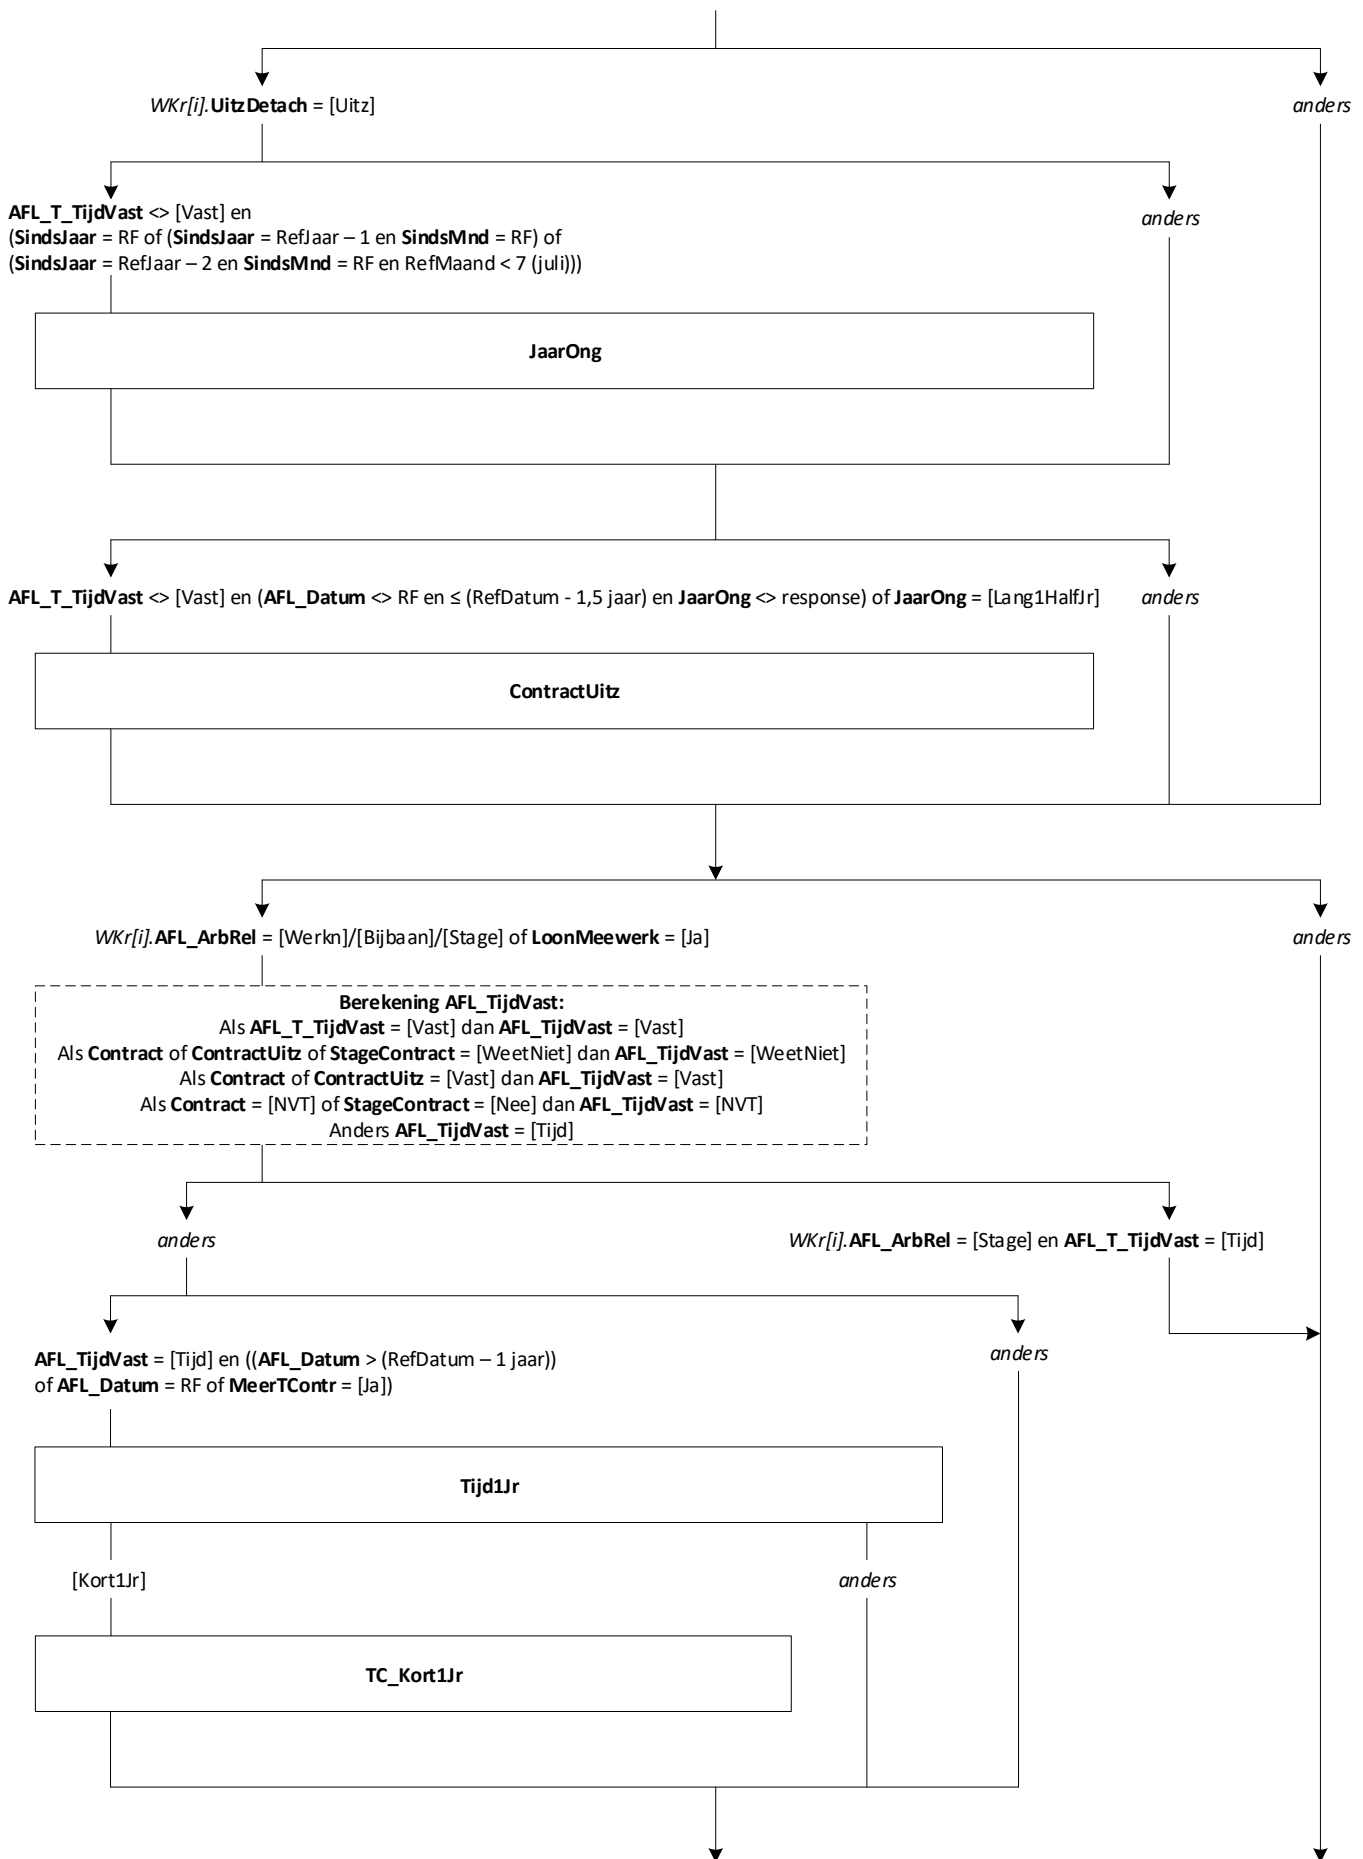 WKr[i].UitzDetach = [Uitz]
anders
AFL_T_TijdVast <> [Vast] en
(SindsJaar = RF of (SindsJaar = RefJaar – 1 en SindsMnd = RF) of
(SindsJaar = RefJaar – 2 en SindsMnd = RF en RefMaand < 7 (juli)))
anders
JaarOng
AFL_T_TijdVast <> [Vast] en (AFL_Datum <> RF en ≤ (RefDatum - 1,5 jaar) en JaarOng <> response) of JaarOng = [Lang1HalfJr]
anders
ContractUitz
WKr[i].AFL_ArbRel = [Werkn]/[Bijbaan]/[Stage] of LoonMeewerk = [Ja]
anders
Berekening AFL_TijdVast:
Als AFL_T_TijdVast = [Vast] dan AFL_TijdVast = [Vast]
Als Contract of ContractUitz of StageContract = [WeetNiet] dan AFL_TijdVast = [WeetNiet]
Als Contract of ContractUitz = [Vast] dan AFL_TijdVast = [Vast]
Als Contract = [NVT] of StageContract = [Nee] dan AFL_TijdVast = [NVT]
Anders AFL_TijdVast = [Tijd]
anders
WKr[i].AFL_ArbRel = [Stage] en AFL_T_TijdVast = [Tijd]
AFL_TijdVast = [Tijd] en ((AFL_Datum > (RefDatum – 1 jaar))
of AFL_Datum = RF of MeerTContr = [Ja])
anders
Tijd1Jr
[Kort1Jr]
anders
TC_Kort1Jr